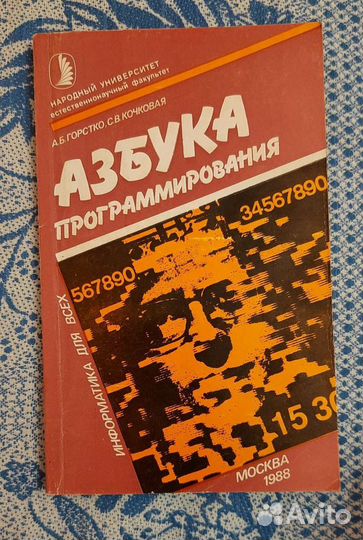 НАРОДНЫЙ УНИВЕРСИТЕТ
естественнонаучный факультет
А.Б.ГОРСТКО, С.В.КОЧКОВАЯ
АЗБУКА
ПРОГРАММИРОВАНИЯ
34567890
567890
ИНФОРМАТИКА ДЛЯ ВСЕХ
15 30
МОСКВА
1988
Avito